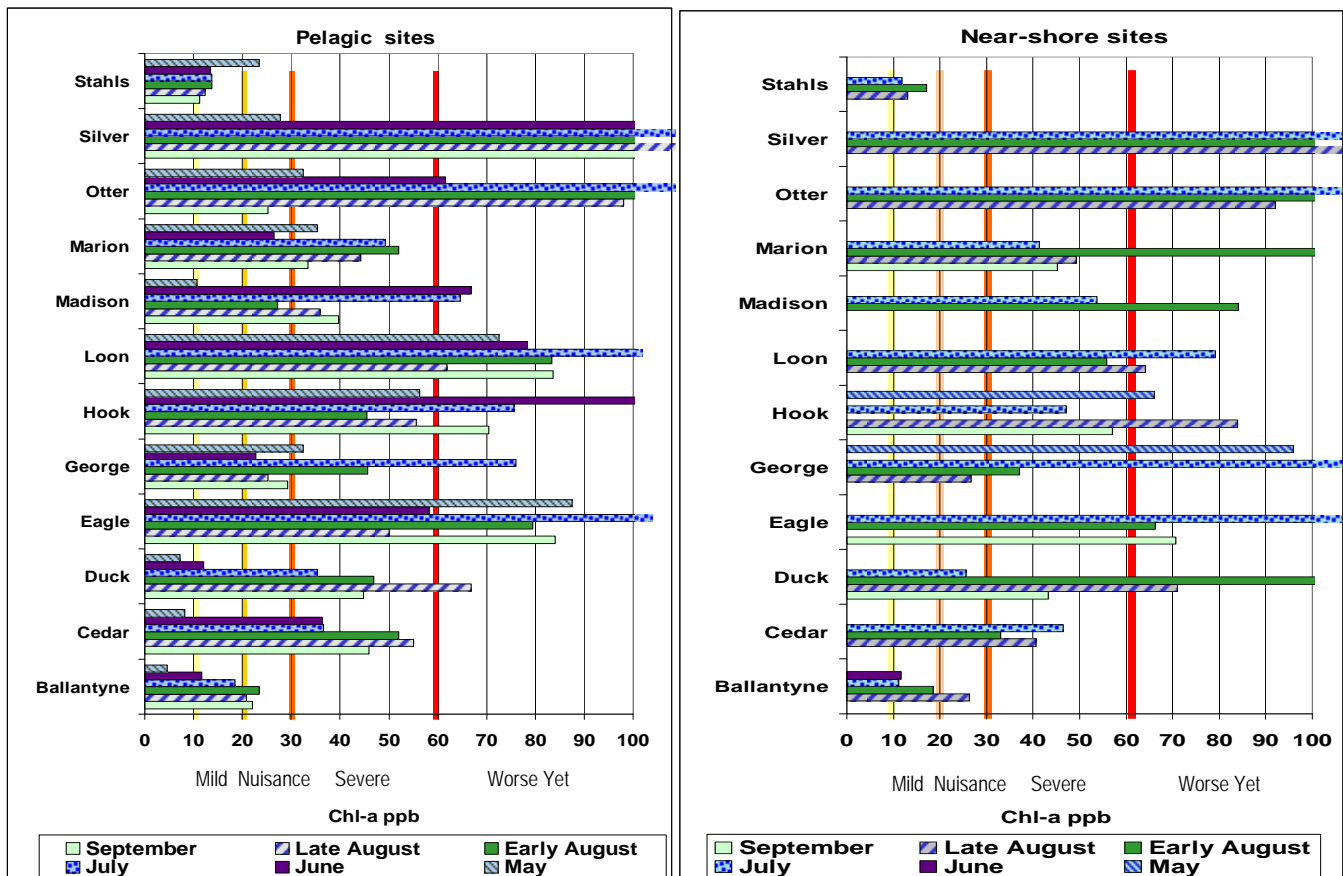 Pelagic sites
Stahls
Silver
Otter
Marion
Madison
Loon
Hook
George
Eagle
Duck
Cedar
Ballantyne
0 10 20 30 40 50 60 70 80 90 100
Mild Nuisance Severe Worse Yet
Chl-a ppb
September Late August Early August
July June May
Near-shore sites
Stahls
Silver
Otter
Marion
Madison
Loon
Hook
George
Eagle
Duck
Cedar
Ballantyne
0 10 20 30 40 50 60 70 80 90 100
Mild Nuisance Severe Worse Yet
Chl-a ppb
September Late August Early August
July June May